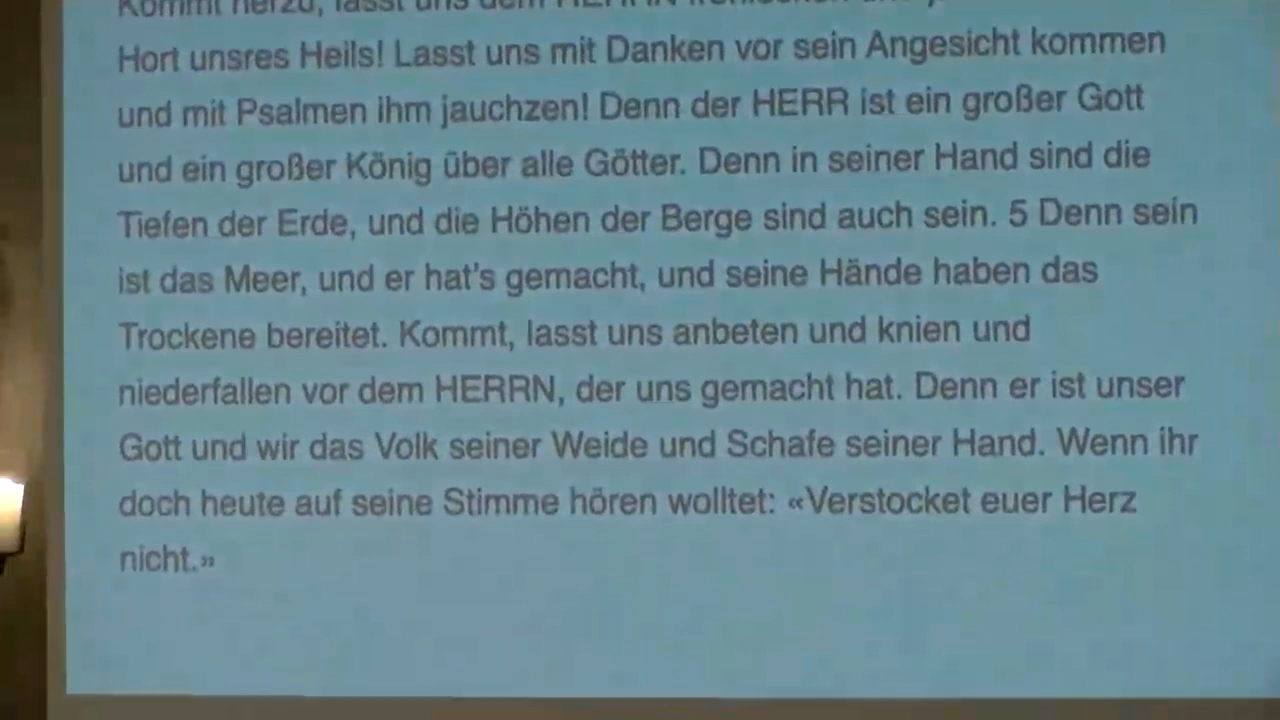 Kommt herzu, lasst uns dem HERRN
Hort unsres Heils! Lasst uns mit Danken vor sein Angesicht kommen
und mit Psalmen ihm jauchzen! Denn der HERR ist ein großer Gott
und ein großer König über alle Götter. Denn in seiner Hand sind die
Tiefen der Erde, und die Höhen der Berge sind auch sein. 5 Denn sein
ist das Meer, und er hat's gemacht, und seine Hände haben das
Trockene bereitet. Kommt, lasst uns anbeten und knien und
niederfallen vor dem HERRN, der uns gemacht hat. Denn er ist unser
Gott und wir das Volk seiner Weide und Schafe seiner Hand. Wenn ihr
doch heute auf seine Stimme hören wolltet: «Verstocket euer Herz
nicht.»